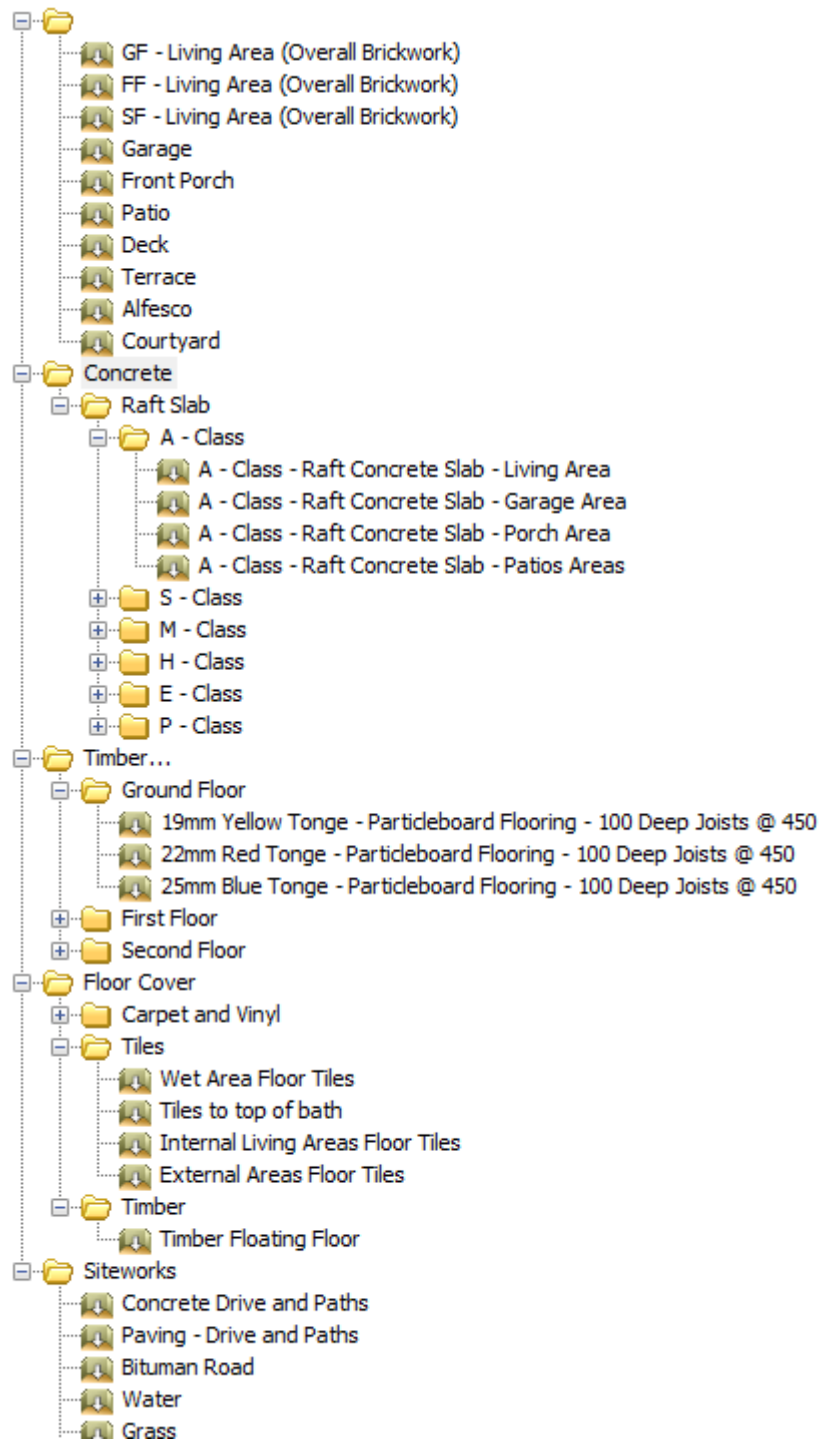 GF - Living Area (Overall Brickwork)
FF - Living Area (Overall Brickwork)
SF - Living Area (Overall Brickwork)
Garage
Front Porch
Patio
Deck
Terrace
Alfesco
Courtyard
Concrete
Raft Slab
A - Class
A - Class - Raft Concrete Slab - Living Area
A - Class - Raft Concrete Slab - Garage Area
A - Class - Raft Concrete Slab - Porch Area
A - Class - Raft Concrete Slab - Patios Areas
S - Class
M - Class
H - Class
E - Class
P - Class
Timber...
Ground Floor
19mm Yellow Tonge - Particleboard Flooring - 100 Deep Joists @ 450
22mm Red Tonge - Particleboard Flooring - 100 Deep Joists @ 450
25mm Blue Tonge - Particleboard Flooring - 100 Deep Joists @ 450
First Floor
Second Floor
Floor Cover
Carpet and Vinyl
Tiles
Wet Area Floor Tiles
Tiles to top of bath
Internal Living Areas Floor Tiles
External Areas Floor Tiles
Timber
Timber Floating Floor
Siteworks
Concrete Drive and Paths
Paving - Drive and Paths
Bituman Road
Water
Grass